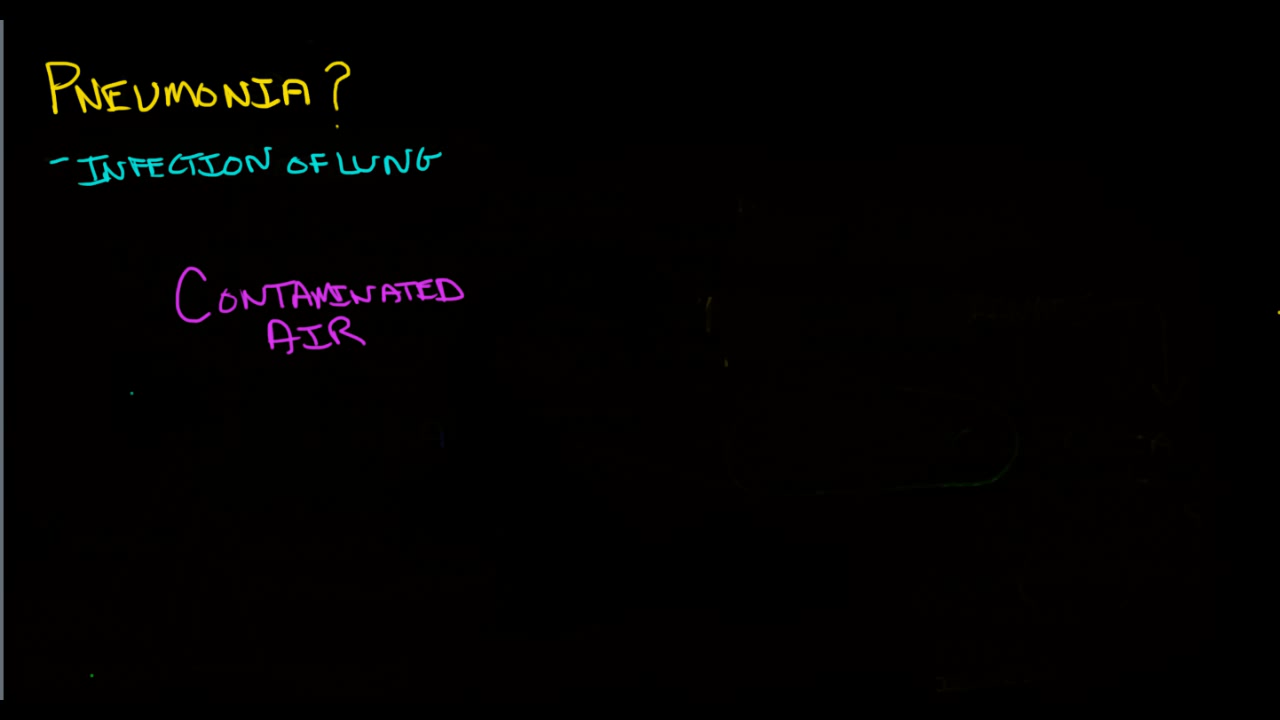 PNEUMONIA?
- INFECTION OF LUNG
CONTAMINATED
AIR